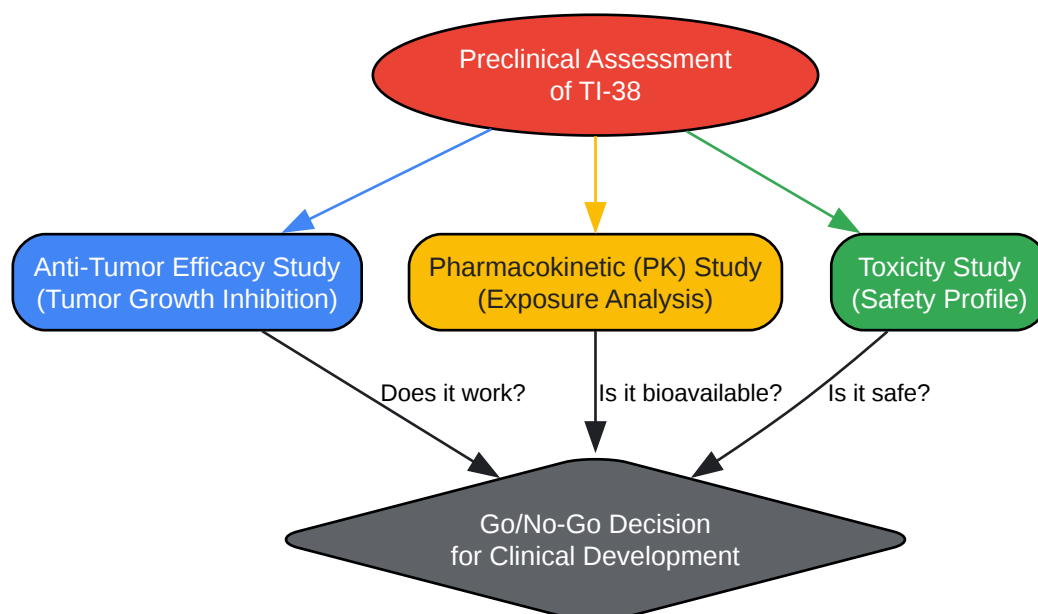 Preclinical Assessment
of TI-38
Anti-Tumor Efficacy Study
(Tumor Growth Inhibition)
Pharmacokinetic (PK) Study
(Exposure Analysis)
Toxicity Study
(Safety Profile)
Does it work?
Is it bioavailable?
Is it safe?
Go/No-Go Decision
for Clinical Development